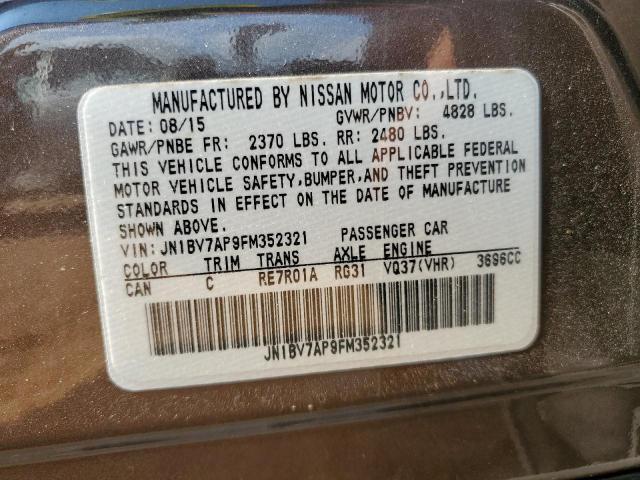 MANUFACTURED BY NISSAN MOTOR CO.,LTD.
DATE: 08/15 GVWR/PNBV: 4828 LBS.
GAWR/PNBE FR: 2370 LBS. RR: 2480 LBS.
THIS VEHICLE CONFORMS TO ALL APPLICABLE FEDERAL
MOTOR VEHICLE SAFETY,BUMPER,AND THEFT PREVENTION
STANDARDS IN EFFECT ON THE DATE OF MANUFACTURE
SHOWN ABOVE.
VIN: JN1BV7AP9FM352321 PASSENGER CAR
COLOR TRIM TRANS AXLE ENGINE
CAN C RE7R01A RG31 VQ37(VHR) 3696CC
JN1BV7AP9FM352321